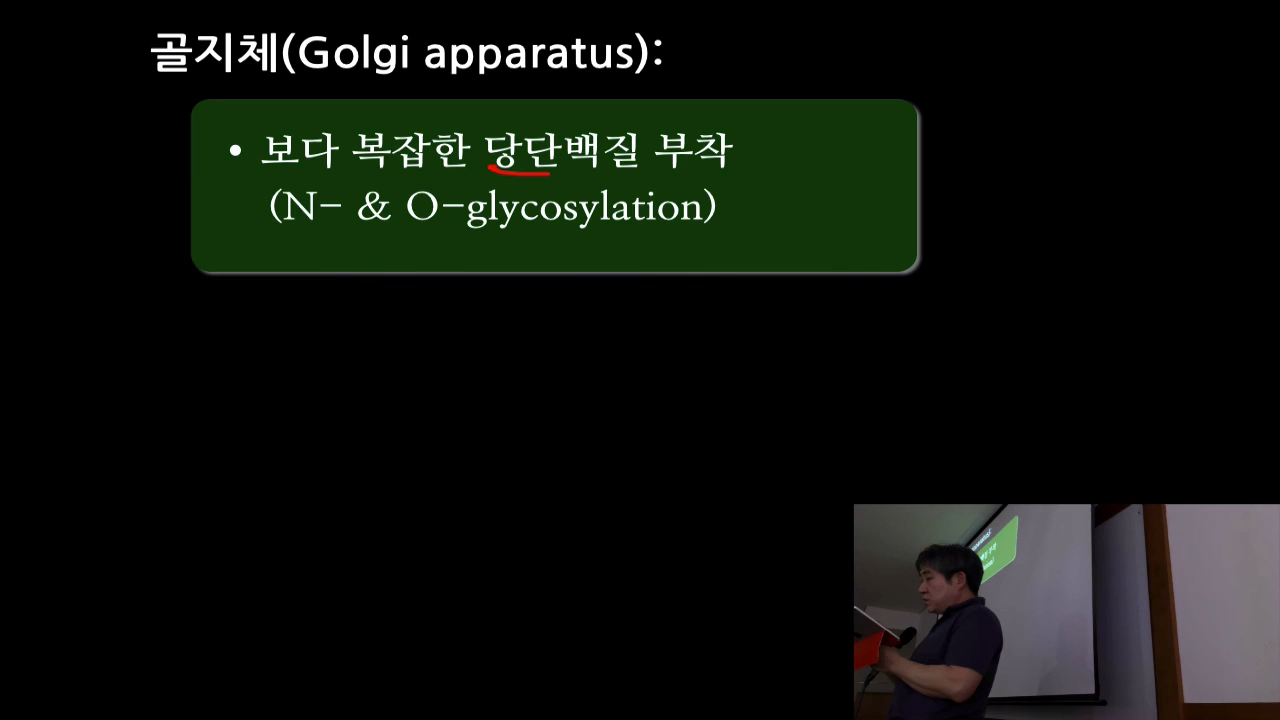 골지체(Golgi apparatus):
• 보다 복잡한 당단백질 부착
(N- & O-glycosylation)